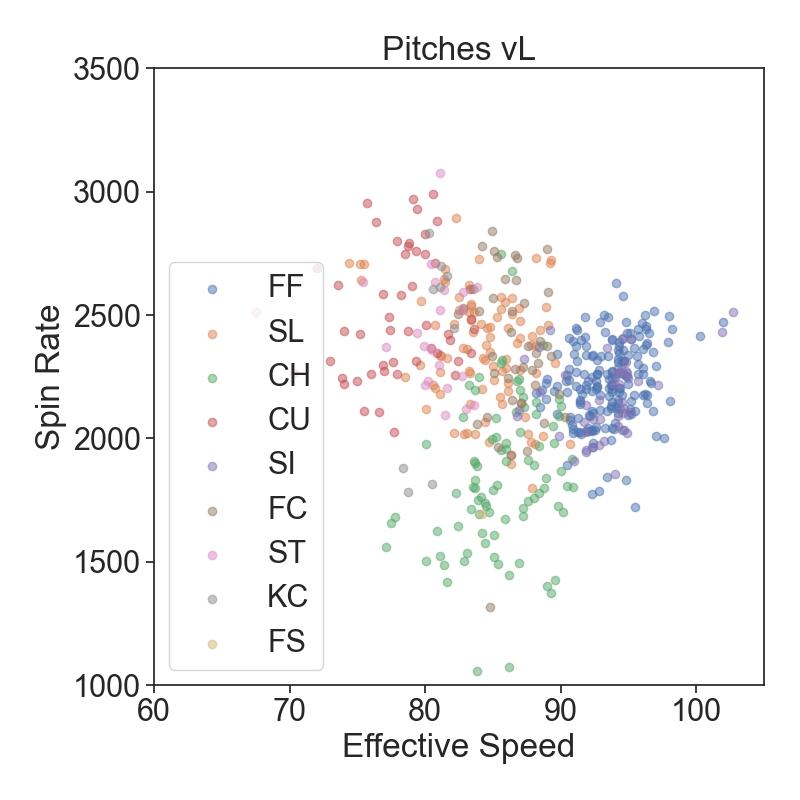 Pitches vL
3500
3000
2500
2000
1500
1000
Spin Rate
FF
SL
CH
CU
SI
FC
ST
KC
FS
60 70 80 90 100
Effective Speed